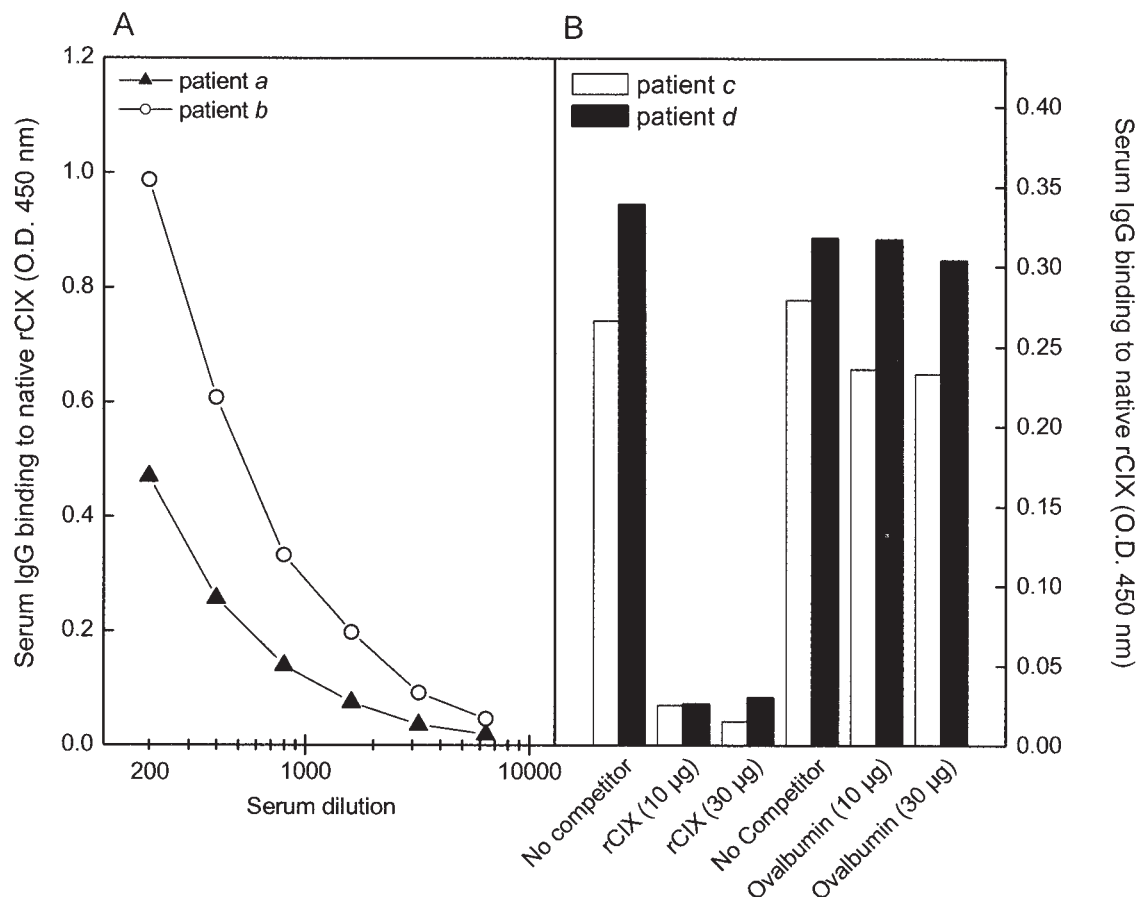 A
B
1.2
1.0
0.8
0.6
0.4
0.2
0.0
Serum IgG binding to native rCIX (O.D. 450 nm)
patient a
patient b
200
1000
10000
Serum dilution
patient c
patient d
0.40
0.35
0.30
0.25
0.20
0.15
0.10
0.05
0.00
Serum IgG binding to native rCIX (O.D. 450 nm)
No competitor
rCIX (10 µg)
rCIX (30 µg)
No Competitor
Ovalbumin (10 µg)
Ovalbumin (30 µg)